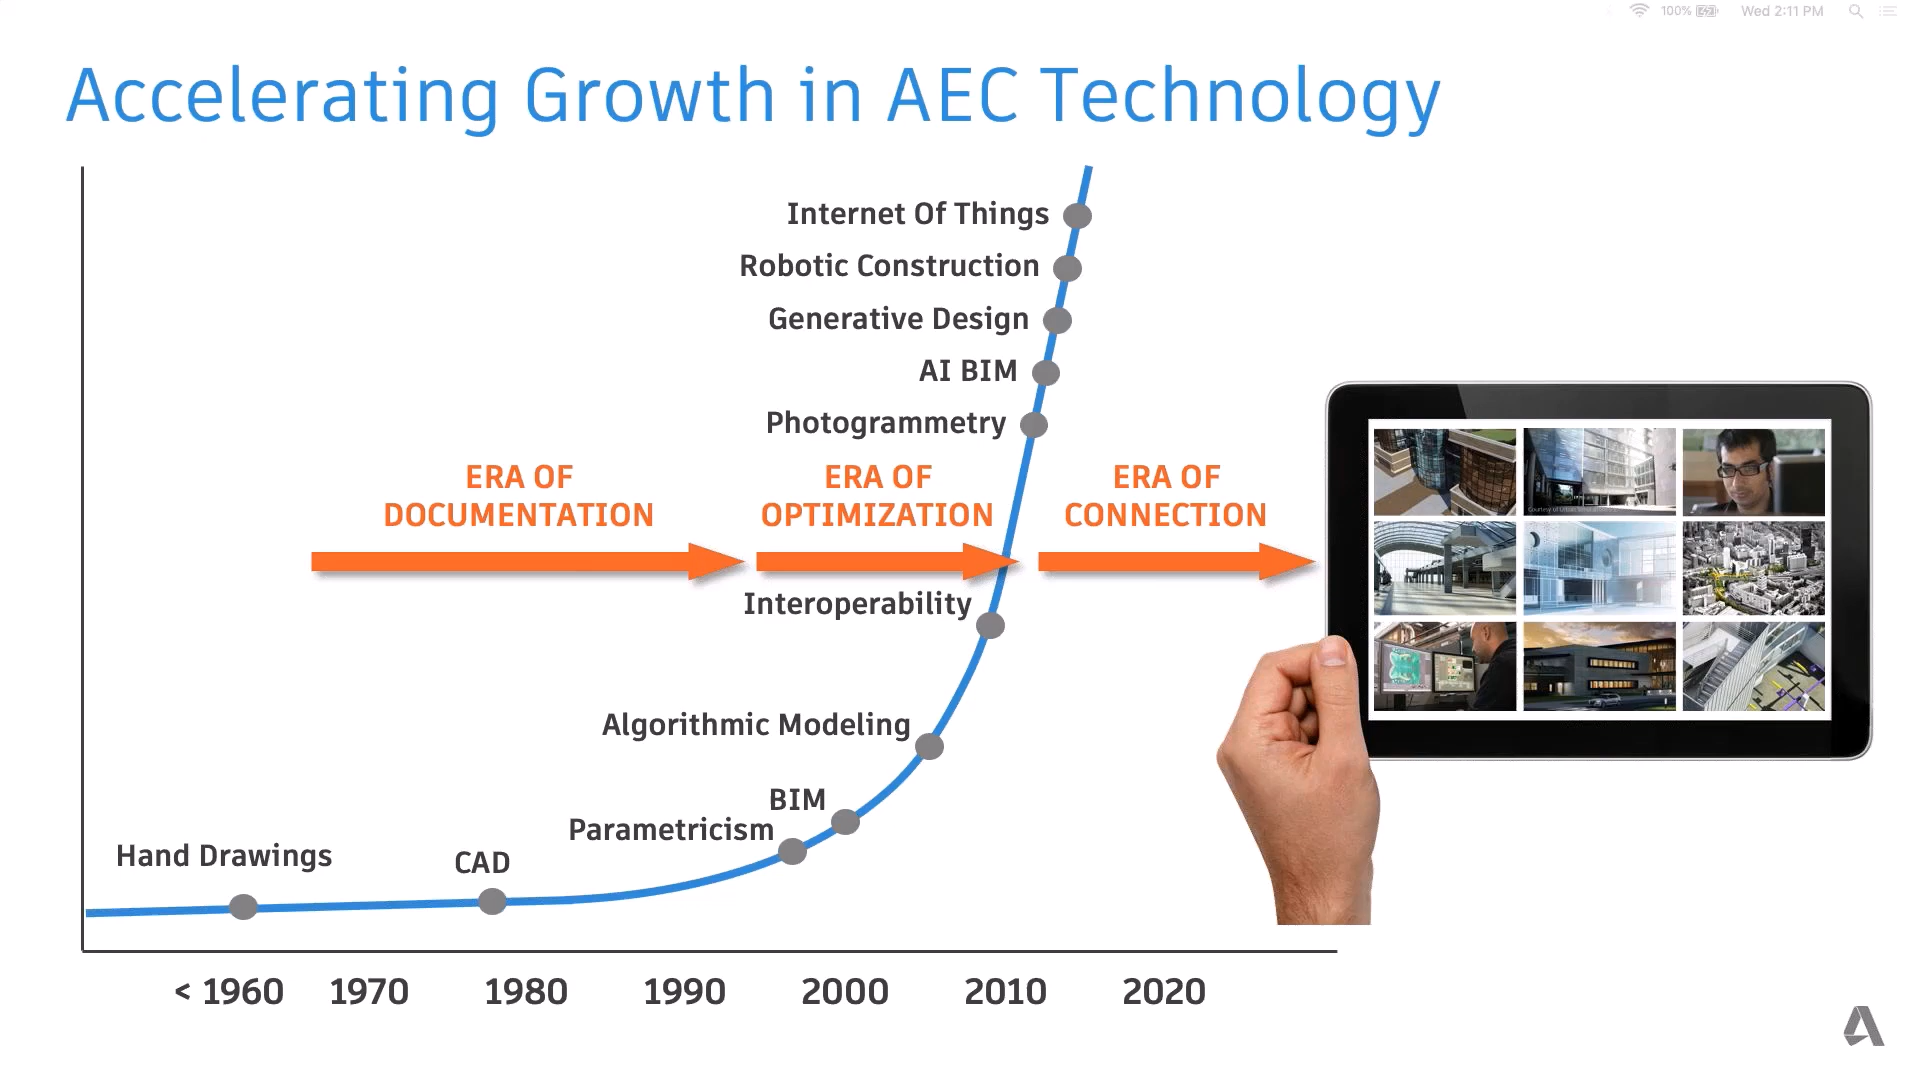 100%
Wed 2:11 PM
Accelerating Growth in AEC Technology
Internet Of Things
Robotic Construction
Generative Design
AI BIM
Photogrammetry
ERA OF
DOCUMENTATION
ERA OF
OPTIMIZATION
ERA OF
CONNECTION
Interoperability
Algorithmic Modeling
BIM
Parametricism
Hand Drawings
CAD
< 1960
1970
1980
1990
2000
2010
2020